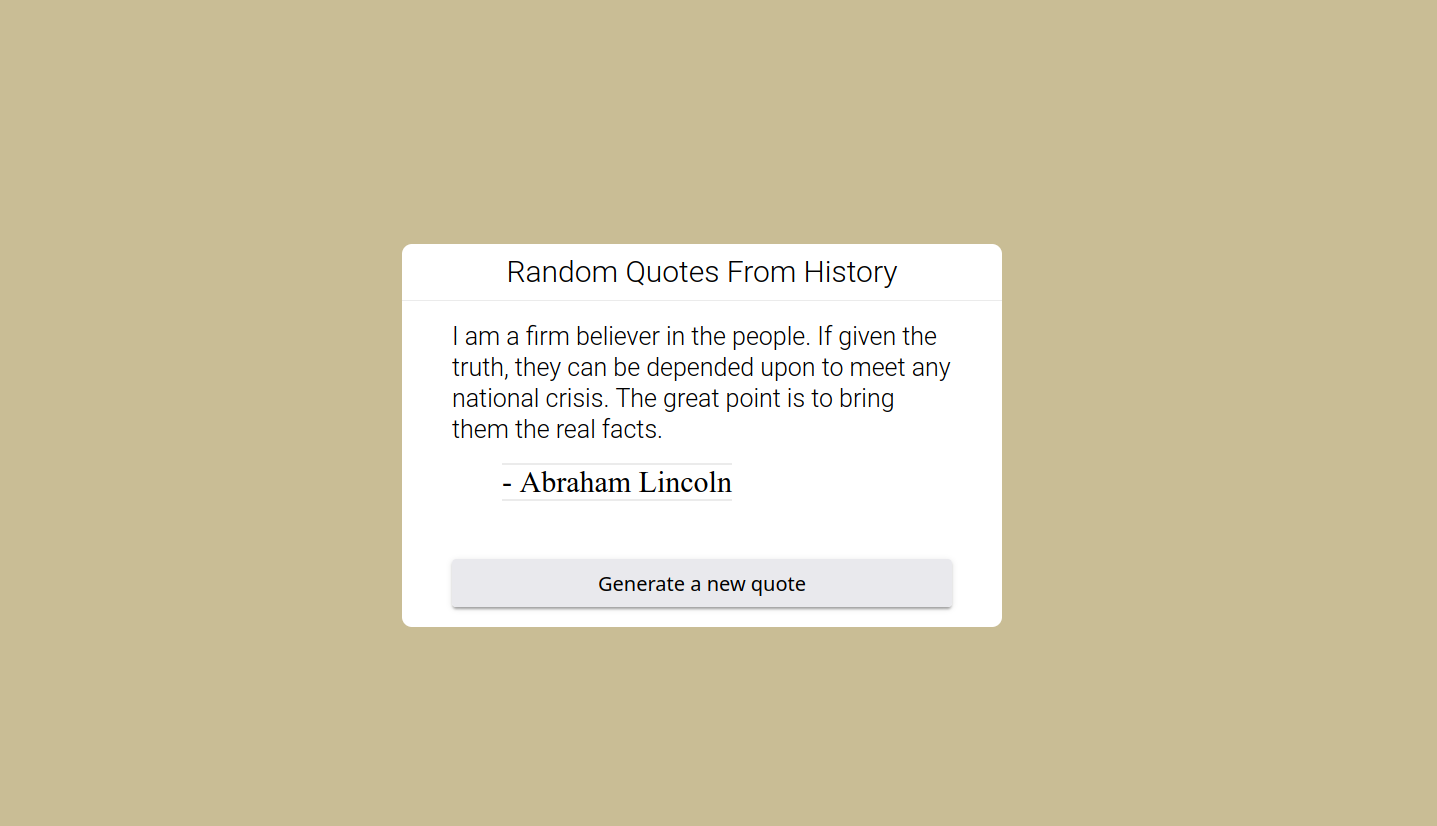 Random Quotes From History
I am a firm believer in the people. If given the
truth, they can be depended upon to meet any
national crisis. The great point is to bring
them the real facts.
- Abraham Lincoln
Generate a new quote